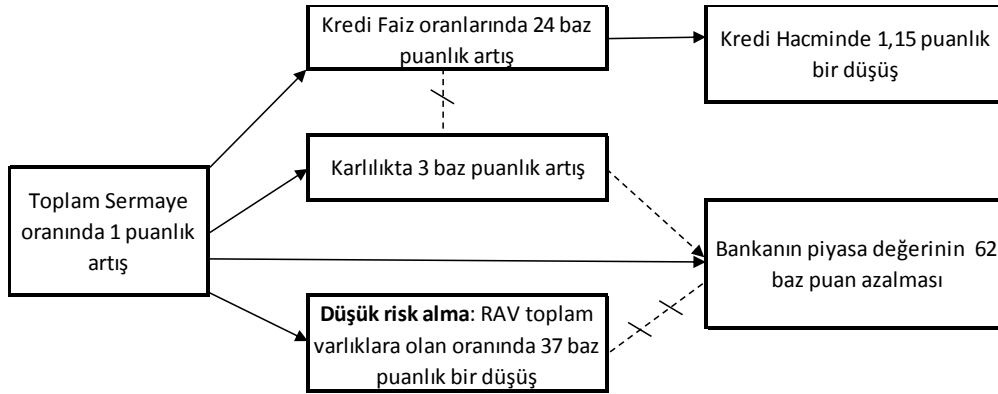 Kredi Faiz oranlarında 24 baz
puanlık artış
Kredi Hacminde 1,15 puanlık
bir düşüş
Karlılıkta 3 baz puanlık artış
Toplam Sermaye
oranında 1 puanlık
artış
Bankanın piyasa değerinin 62
baz puan azalması
Düşük risk alma: RAV toplam
varlıklara olan oranında 37 baz
puanlık bir düşüş